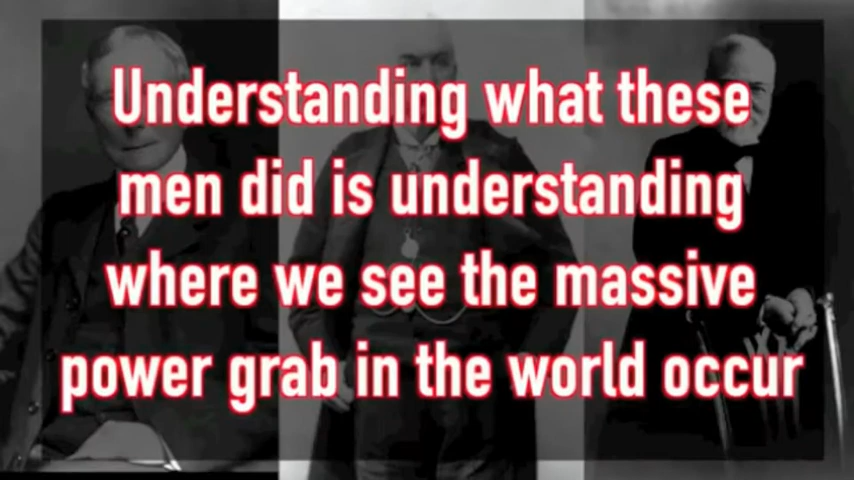 Understanding what these
men did is understanding
where we see the massive
power grab in the world occur